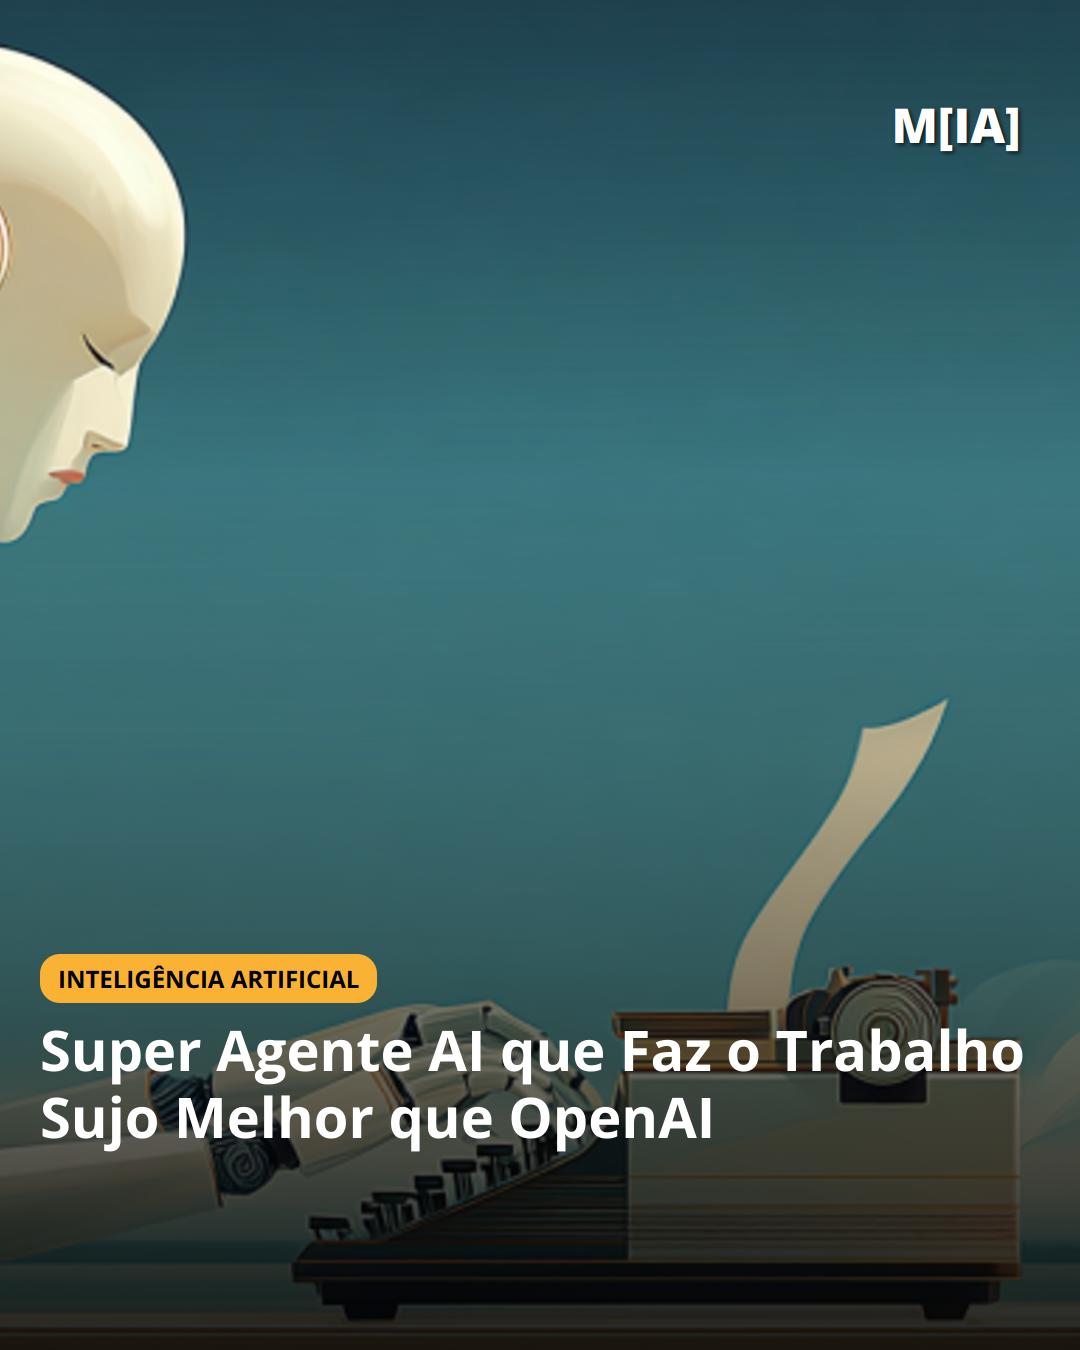 M[IA]
INTELIGÊNCIA ARTIFICIAL
Super Agente AI que Faz o Trabalho
Sujo Melhor que OpenAI